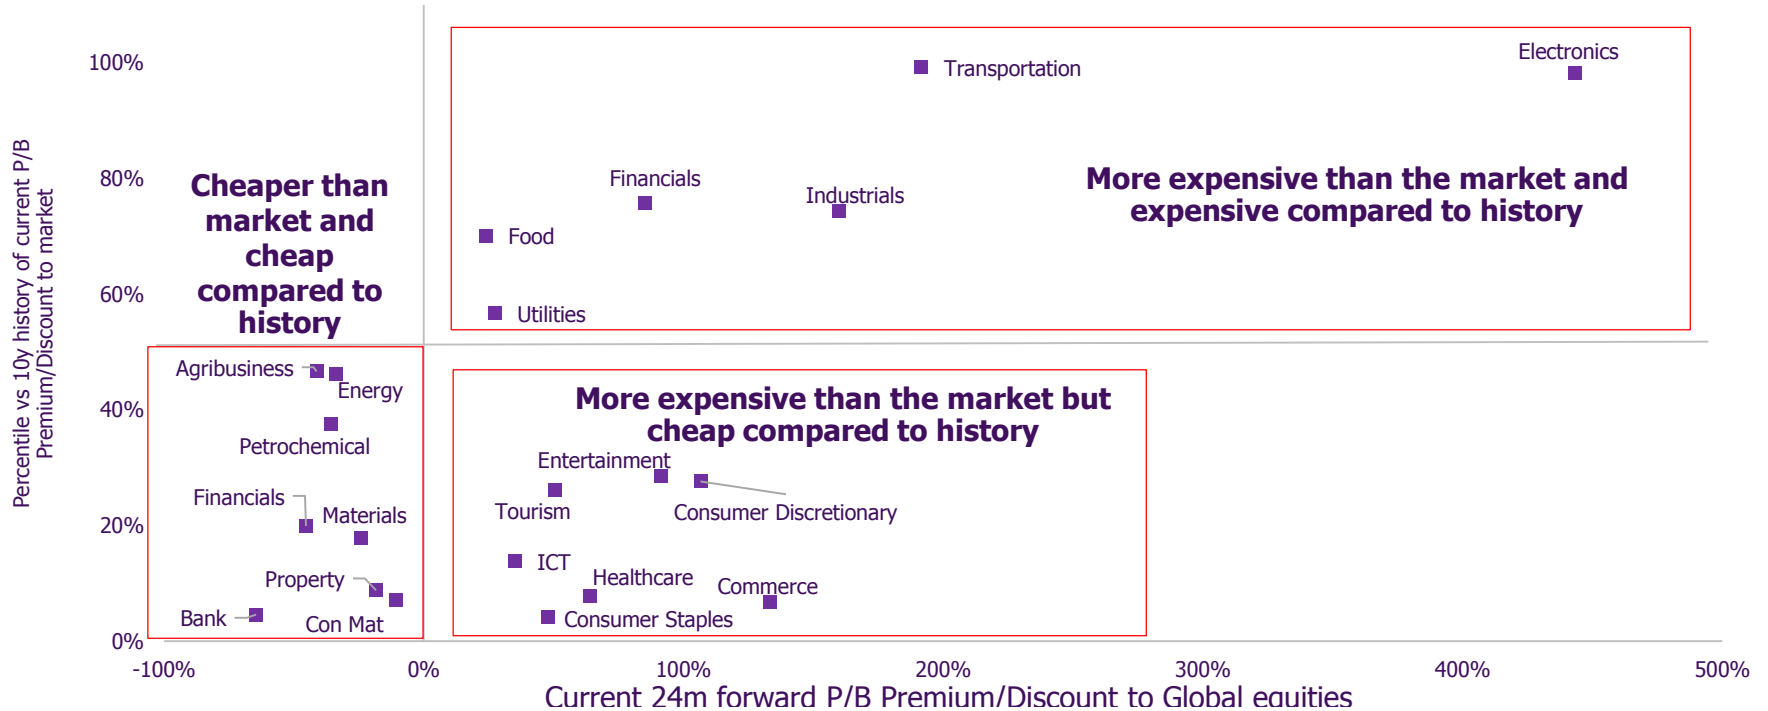 Percentile vs 10y history of current P/B
Premium/Discount to market
100%
80%
60%
40%
20%
0%
Cheaper than
market and
cheap
compared to
history
Transportation
Electronics
Financials
Industrials
Food
Utilities
More expensive than the market and
expensive compared to history
Agribusiness
Energy
Petrochemical
Financials
Materials
Property
Bank
Con Mat
More expensive than the market but
cheap compared to history
Entertainment
Tourism
Consumer Discretionary
ICT
Healthcare
Commerce
Consumer Staples
-100%
0%
100%
200%
300%
400%
500%
Current 24m forward P/B Premium/Discount to Global equities